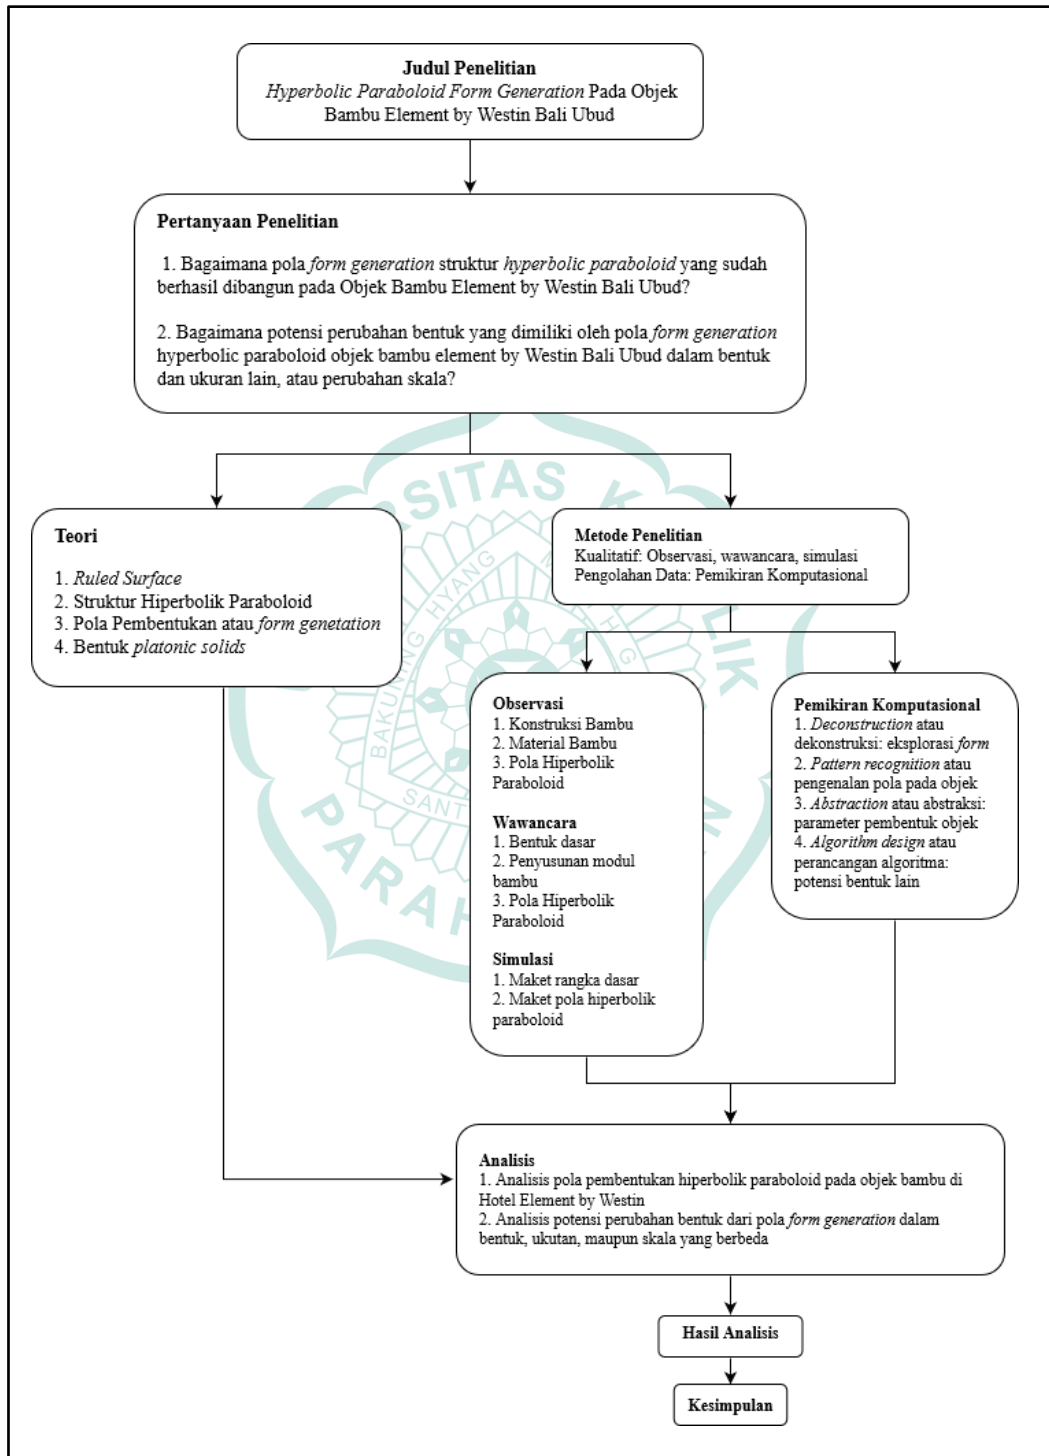 Judul Penelitian
Hyperbolic Paraboloid Form Generation Pada Objek
Bambu Element by Westin Bali Ubud
Pertanyaan Penelitian
1. Bagaimana pola form generation struktur hyperbolic paraboloid yang sudah
berhasil dibangun pada Objek Bambu Element by Westin Bali Ubud?
2. Bagaimana potensi perubahan bentuk yang dimiliki oleh pola form generation
hyperbolic paraboloid objek bambu element by Westin Bali Ubud dalam bentuk
dan ukuran lain, atau perubahan skala?
Teori
1. Ruled Surface
2. Struktur Hiperbolik Paraboloid
3. Pola Pembentukan atau form genetation
4. Bentuk platonic solids
Metode Penelitian
Kualitatif: Observasi, wawancara, simulasi
Pengolahan Data: Pemikiran Komputasional
Observasi
1. Konstruksi Bambu
2. Material Bambu
3. Pola Hiperbolik
Paraboloid
Wawancara
1. Bentuk dasar
2. Penyusunan modul
bambu
3. Pola Hiperbolik
Paraboloid
Simulasi
1. Maket rangka dasar
2. Maket pola hiperbolik
paraboloid
Pemikiran Komputasional
1. Deconstruction atau
dekonstruksi: eksplorasi form
2. Pattern recognition atau
pengenalan pola pada objek
3. Abstraction atau abstraksi:
parameter pembentuk objek
4. Algorithm design atau
perancangan algoritma:
potensi bentuk lain
Analisis
1. Analisis pola pembentukan hiperbolik paraboloid pada objek bambu di
Hotel Element by Westin
2. Analisis potensi perubahan bentuk dari pola form generation dalam
bentuk, ukutan, maupun skala yang berbeda
Hasil Analisis
Kesimpulan
BAKUNING HYANG